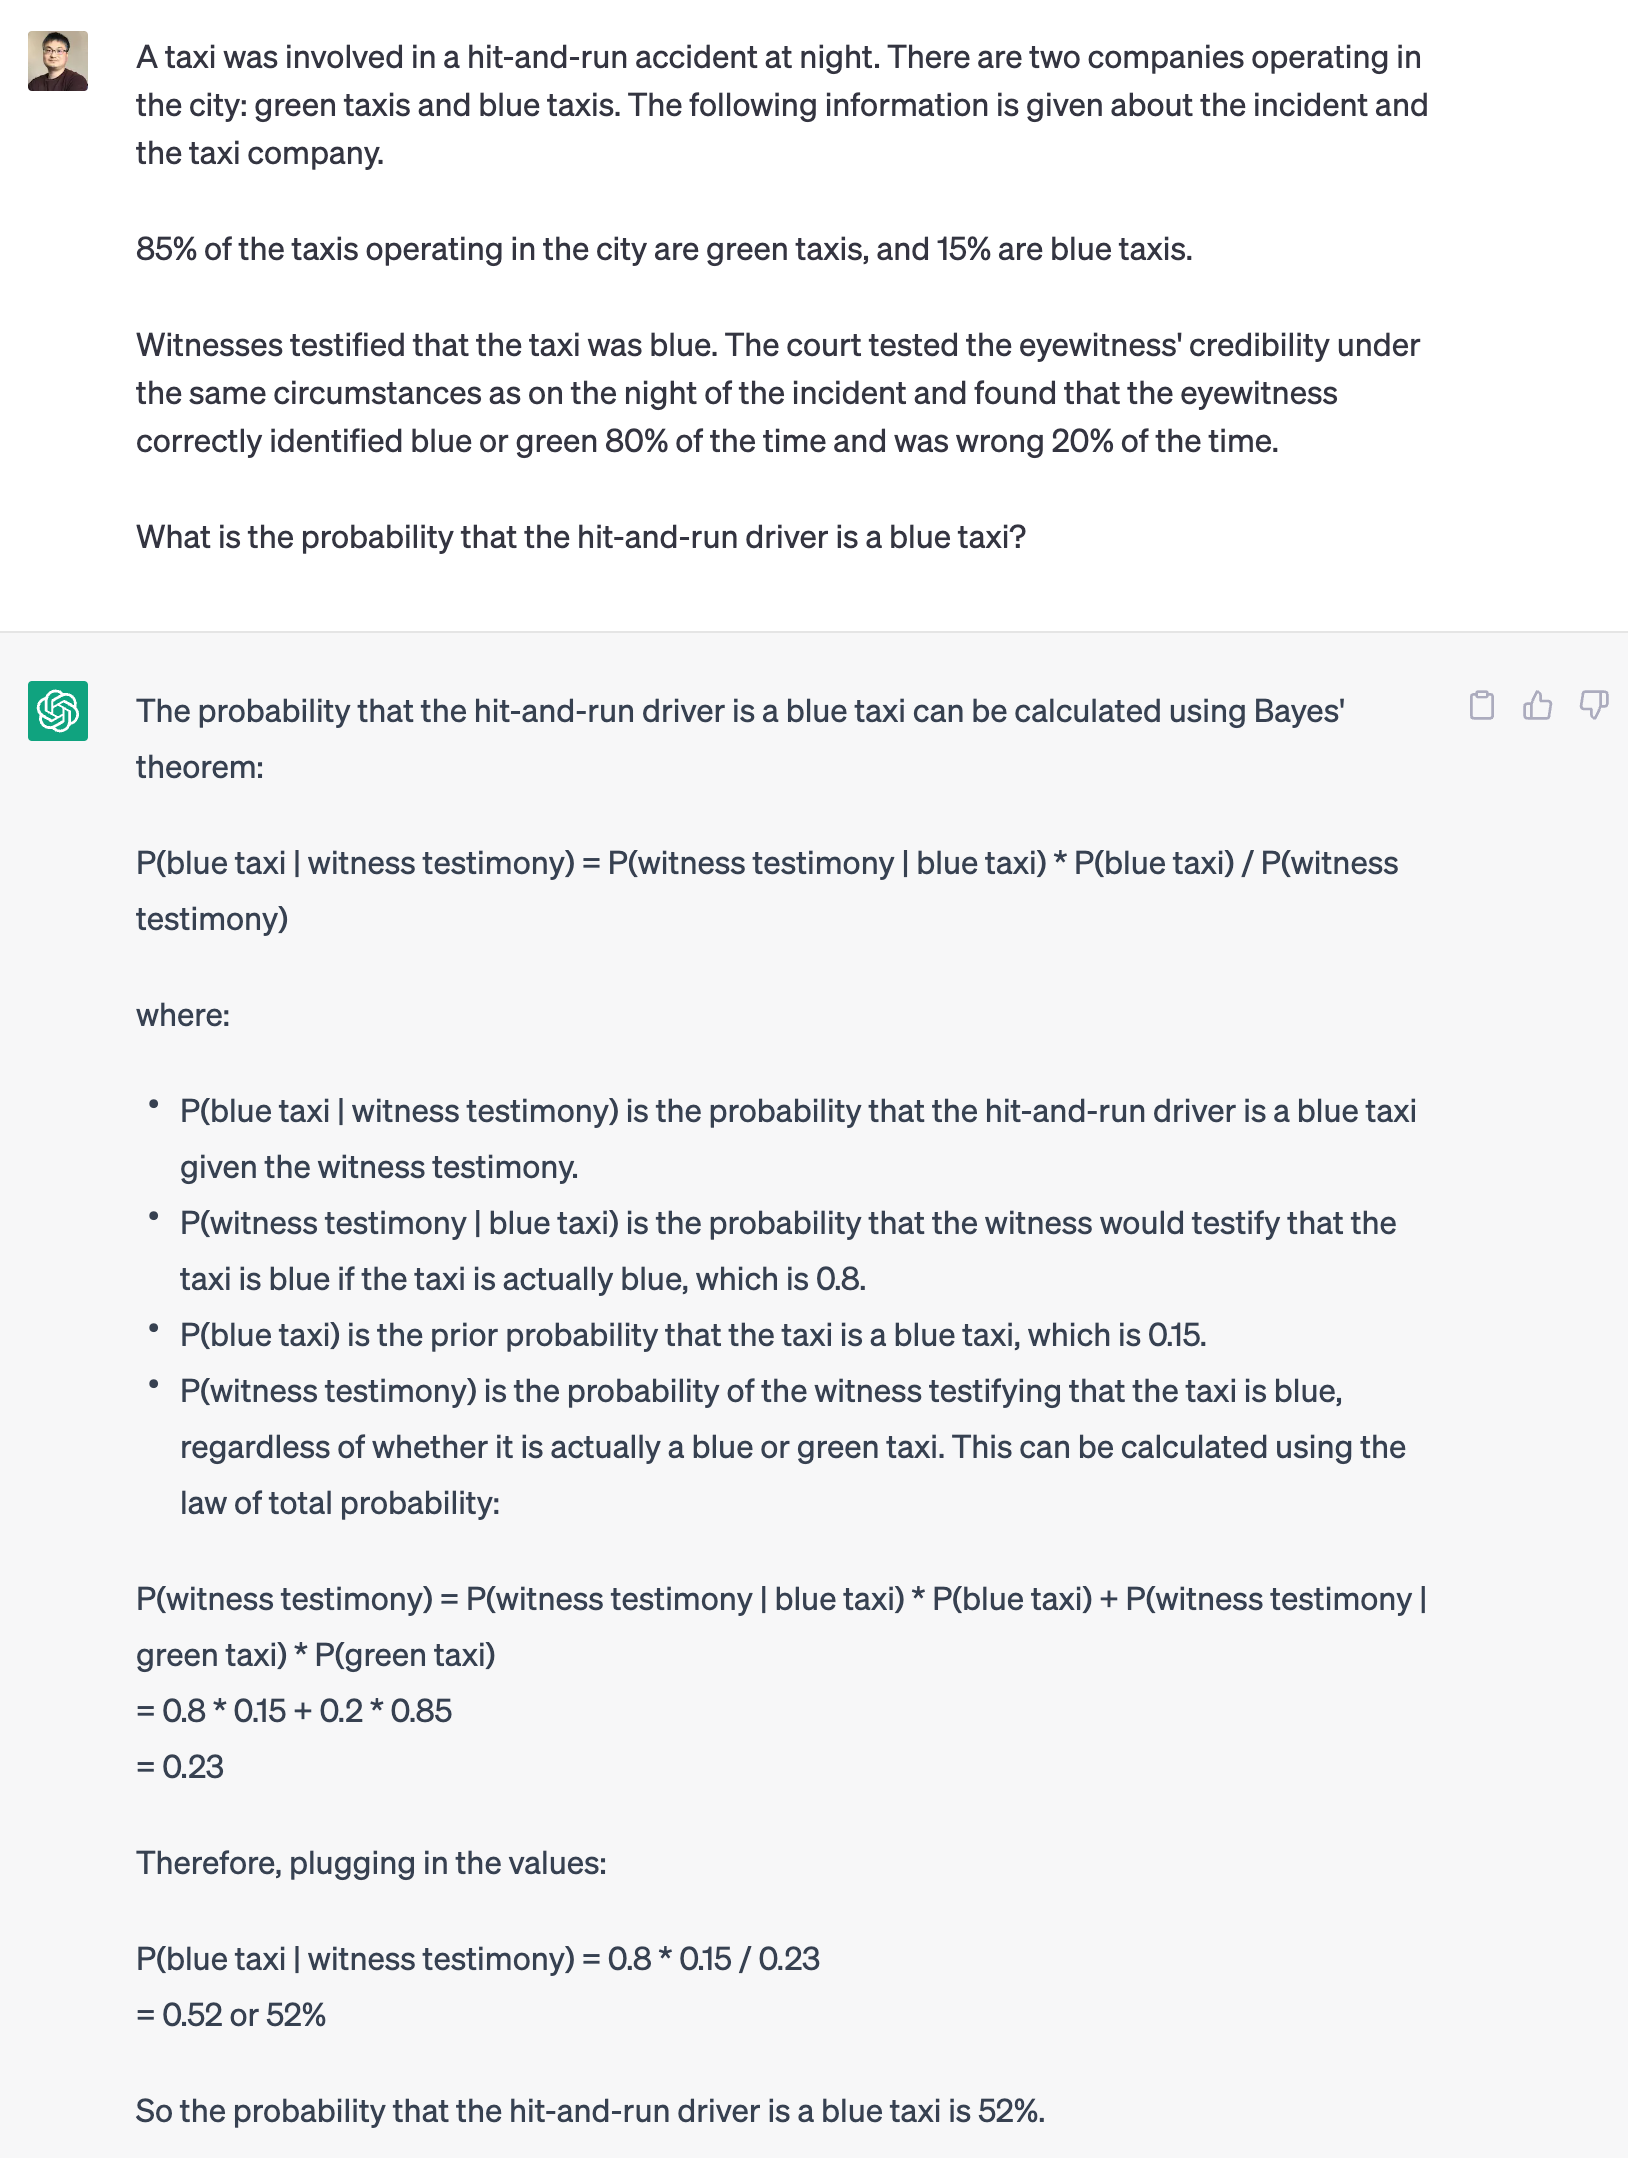 A taxi was involved in a hit-and-run accident at night. There are two companies operating in
the city: green taxis and blue taxis. The following information is given about the incident and
the taxi company.
85% of the taxis operating in the city are green taxis, and 15% are blue taxis.
Witnesses testified that the taxi was blue. The court tested the eyewitness' credibility under
the same circumstances as on the night of the incident and found that the eyewitness
correctly identified blue or green 80% of the time and was wrong 20% of the time.
What is the probability that the hit-and-run driver is a blue taxi?
The probability that the hit-and-run driver is a blue taxi can be calculated using Bayes'
theorem:
P(blue taxi | witness testimony) = P(witness testimony | blue taxi) * P(blue taxi) / P(witness
testimony)
where:
• P(blue taxi | witness testimony) is the probability that the hit-and-run driver is a blue taxi
given the witness testimony.
• P(witness testimony | blue taxi) is the probability that the witness would testify that the
taxi is blue if the taxi is actually blue, which is 0.8.
• P(blue taxi) is the prior probability that the taxi is a blue taxi, which is 0.15.
• P(witness testimony) is the probability of the witness testifying that the taxi is blue,
regardless of whether it is actually a blue or green taxi. This can be calculated using the
law of total probability:
P(witness testimony) = P(witness testimony | blue taxi) * P(blue taxi) + P(witness testimony |
green taxi) * P(green taxi)
= 0.8 * 0.15 + 0.2 * 0.85
= 0.23
Therefore, plugging in the values:
P(blue taxi | witness testimony) = 0.8 * 0.15 / 0.23
= 0.52 or 52%
So the probability that the hit-and-run driver is a blue taxi is 52%.